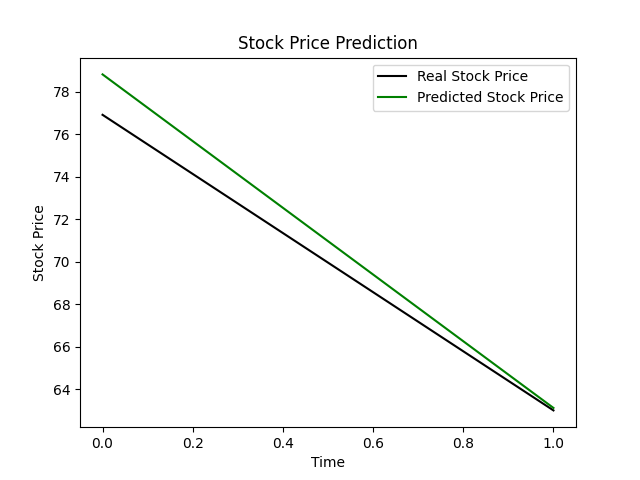 Stock Price Prediction
Real Stock Price
Predicted Stock Price
78
76
74
72
70
68
66
64
Stock Price
0.0 0.2 0.4 0.6 0.8 1.0
Time